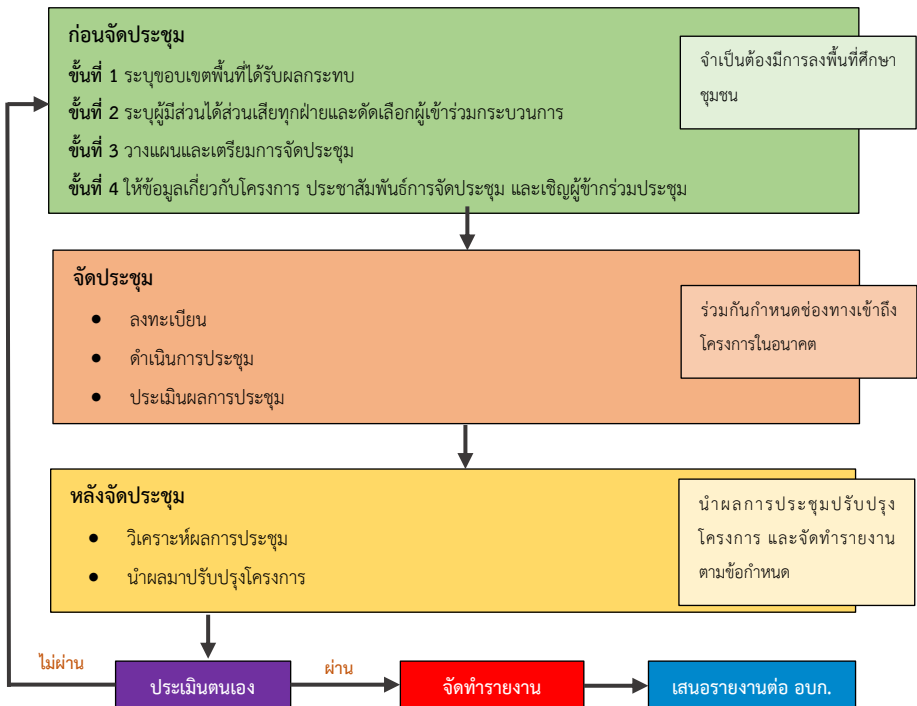 ก่อนจัดประชุม
ขั้นที่ 1 ระบุขอบเขตพื้นที่ได้รับผลกระทบ
ขั้นที่ 2 ระบุผู้มีส่วนได้ส่วนเสียทุกฝ่ายและคัดเลือกผู้เข้าร่วมกระบวนการ
ขั้นที่ 3 วางแผนและเตรียมการจัดประชุม
ขั้นที่ 4 ให้ข้อมูลเกี่ยวกับโครงการ ประชาสัมพันธ์การจัดประชุม และเชิญผู้ข้ากร่วมประชุม
จำเป็นต้องมีการลงพื้นที่ศึกษา
ชุมชน
จัดประชุม
● ลงทะเบียน
● ดำเนินการประชุม
● ประเมินผลการประชุม
ร่วมกันกำหนดช่องทางเข้าถึง
โครงการในอนาคต
หลังจัดประชุม
● วิเคราะห์ผลการประชุม
● นำผลมาปรับปรุงโครงการ
นำผลการประชุมปรับปรุง
โครงการ และจัดทำรายงาน
ตามข้อกำหนด
ไม่ผ่าน
ประเมินตนเอง
ผ่าน
จัดทำรายงาน
เสนอรายงานต่อ อบก.